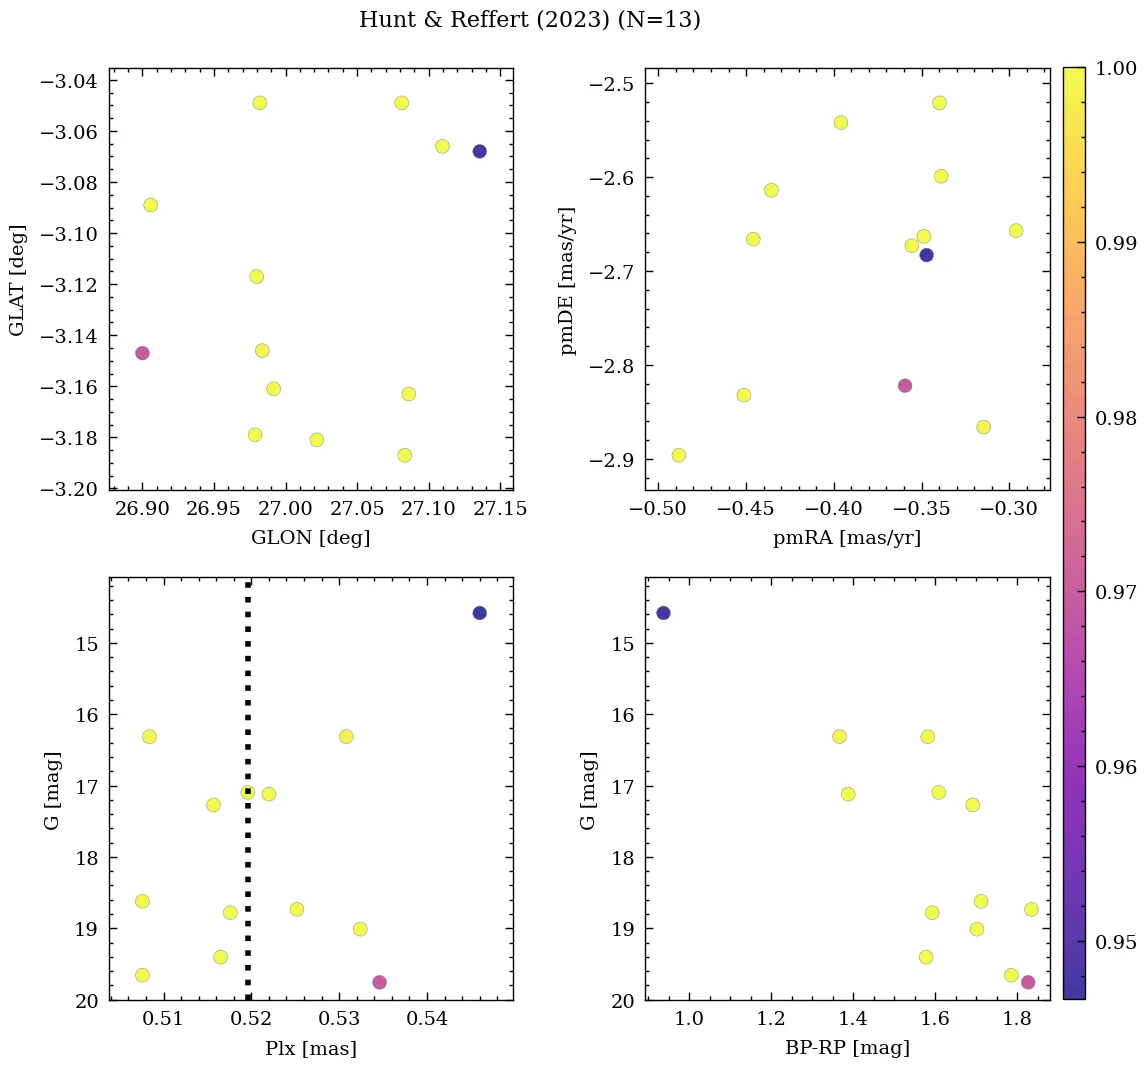 Hunt & Reffert (2023) (N=13)
−3.04
−3.06
−3.08
−3.10
−3.12
−3.14
−3.16
−3.18
−3.20
GLAT [deg]
26.90 26.95 27.00 27.05 27.10 27.15
GLON [deg]
−2.5
−2.6
−2.7
−2.8
−2.9
pmDE [mas/yr]
−0.50 −0.45 −0.40 −0.35 −0.30
pmRA [mas/yr]
15
16
17
18
19
20
G [mag]
0.51 0.52 0.53 0.54
Plx [mas]
15
16
17
18
19
20
G [mag]
1.0 1.2 1.4 1.6 1.8
BP-RP [mag]
1.00
0.99
0.98
0.97
0.96
0.95